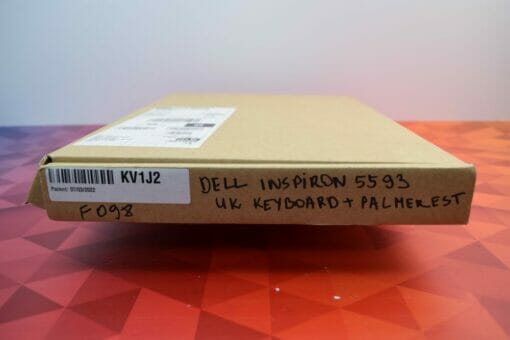 KV1J2
Packed: 07/03/2022
DELL INSPIRON 5593
UK KEYBOARD + PALMEREST
F098